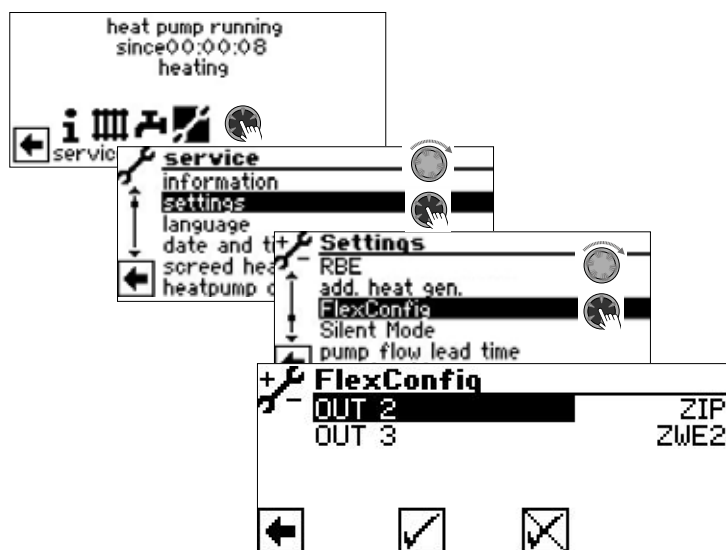 heat pump running
since00:00:08
heating
service
information
settings
language
date and ti
screed hea
heatpump
Settings
RBE
add. heat gen.
FlexConfig
Silent Mode
pump flow lead time
FlexConfig
OUT 2 ZIP
OUT 3 ZWE2